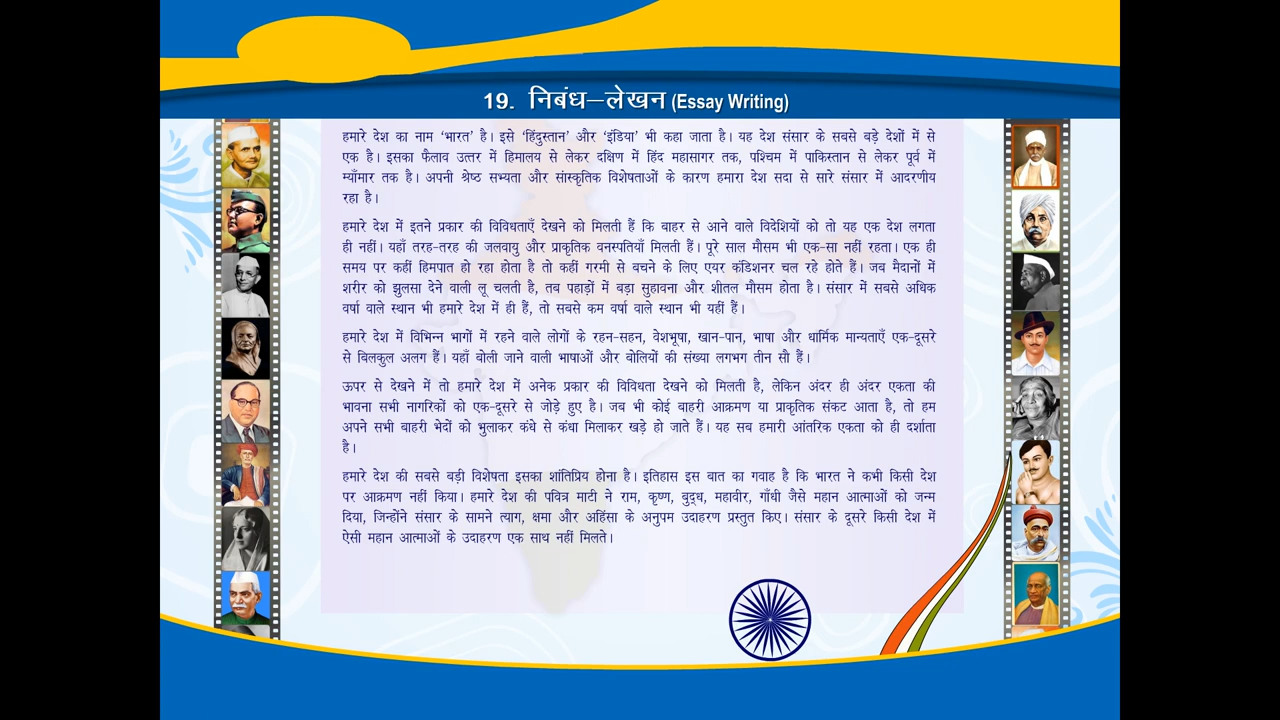 19. निबंध–लेखन (Essay Writing)
हमारे देश का नाम ‘भारत’ है। इसे ‘हिंदुस्तान’ और ‘इंडिया’ भी कहा जाता है। यह देश संसार के सबसे बड़े देशों में से
एक है। इसका फैलाव उत्तर में हिमालय से लेकर दक्षिण में हिंद महासागर तक, पश्चिम में पाकिस्तान से लेकर पूर्व में
म्याँमार तक है। अपनी श्रेष्ठ सभ्यता और सांस्कृतिक विशेषताओं के कारण हमारा देश सदा से सारे संसार में आदरणीय
रहा है।
हमारे देश में इतने प्रकार की विविधताएँ देखने को मिलती हैं कि बाहर से आने वाले विदेशियों को तो यह एक देश लगता
ही नहीं। यहाँ तरह-तरह की जलवायु और प्राकृतिक वनस्पतियाँ मिलती हैं। पूरे साल मौसम भी एक-सा नहीं रहता। एक ही
समय पर कहीं हिमपात हो रहा होता है तो कहीं गरमी से बचने के लिए एयर कंडिशनर चल रहे होते हैं। जब मैदानों में
शरीर को झुलसा देने वाली लू चलती है, तब पहाड़ों में बड़ा सुहावना और शीतल मौसम होता है। संसार में सबसे अधिक
वर्षा वाले स्थान भी हमारे देश में ही हैं, तो सबसे कम वर्षा वाले स्थान भी यहीं हैं।
हमारे देश में विभिन्न भागों में रहने वाले लोगों के रहन-सहन, वेशभूषा, खान-पान, भाषा और धार्मिक मान्यताएँ एक-दूसरे
से बिलकुल अलग हैं। यहाँ बोली जाने वाली भाषाओं और बोलियों की संख्या लगभग तीन सौ हैं।
ऊपर से देखने में तो हमारे देश में अनेक प्रकार की विविधता देखने को मिलती है, लेकिन अंदर ही अंदर एकता की
भावना सभी नागरिकों को एक-दूसरे से जोड़े हुए है। जब भी कोई बाहरी आक्रमण या प्राकृतिक संकट आता है, तो हम
अपने सभी बाहरी भेदों को भुलाकर कंधे से कंधा मिलाकर खड़े हो जाते हैं। यह सब हमारी आंतरिक एकता को ही दर्शाता
है।
हमारे देश की सबसे बड़ी विशेषता इसका शांतिप्रिय होना है। इतिहास इस बात का गवाह है कि भारत ने कभी किसी देश
पर आक्रमण नहीं किया। हमारे देश की पवित्र माटी ने राम, कृष्ण, बुद्ध, महावीर, गाँधी जैसे महान आत्माओं को जन्म
दिया, जिन्होंने संसार के सामने त्याग, क्षमा और अहिंसा के अनुपम उदाहरण प्रस्तुत किए। संसार के दूसरे किसी देश में
ऐसी महान आत्माओं के उदाहरण एक साथ नहीं मिलते।